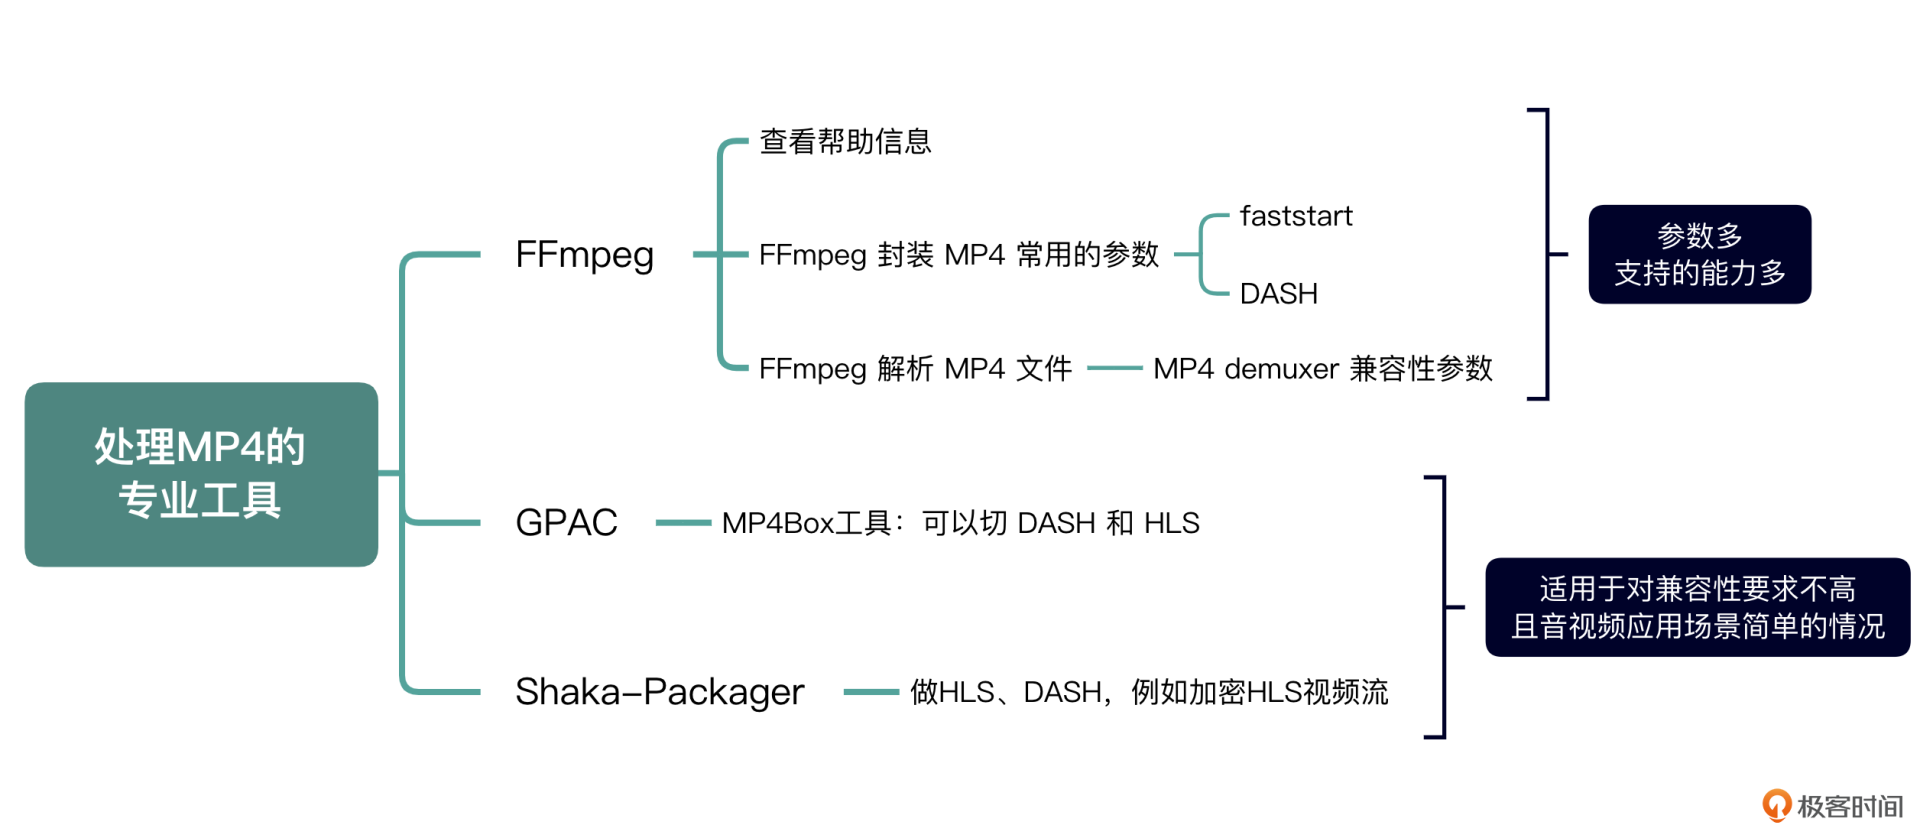 处理MP4的
专业工具
FFmpeg
查看帮助信息
FFmpeg 封装 MP4 常用的参数
faststart
DASH
FFmpeg 解析 MP4 文件
MP4 demuxer 兼容性参数
参数多
支持的能力多
GPAC
MP4Box工具：可以切 DASH 和 HLS
Shaka-Packager
做HLS、DASH，例如加密HLS视频流
适用于对兼容性要求不高
且音视频应用场景简单的情况
极客时间